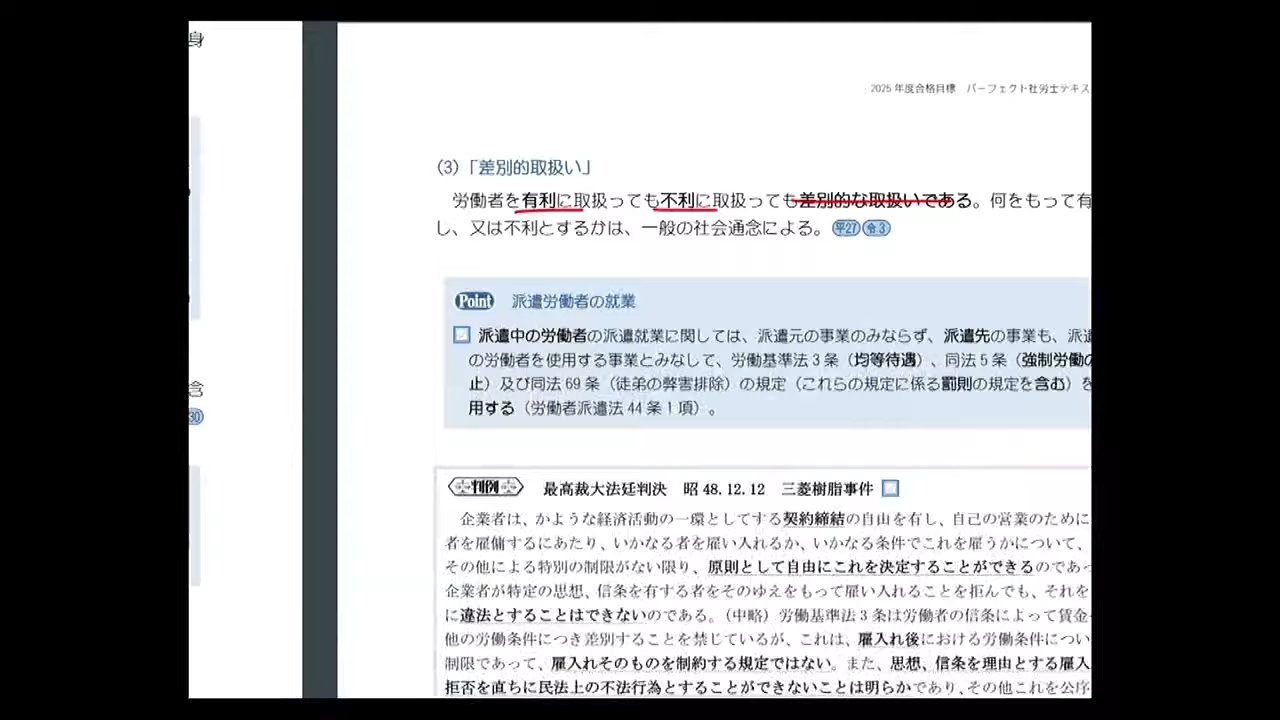 身
含
30
2025 年度合格目標 パーフェクト社労士テキス
(3)「差別的取扱い」
労働者を有利に取扱っても不利に取扱っても差別的な取扱いである。何をもって有
し、又は不利とするかは、一般の社会通念による。平27 令3
Point 派遣労働者の就業
派遣中の労働者の派遣就業に関しては、派遣元の事業のみならず、派遣先の事業も、派遣
の労働者を使用する事業とみなして、労働基準法3条（均等待遇）、同法5条（強制労働の
止）及び同法69条（徒弟の弊害排除）の規定（これらの規定に係る罰則の規定を含む）を
用する（労働者派遣法44条1項）。
判例 最高裁大法廷判決 昭48.12.12 三菱樹脂事件
企業者は、かような経済活動の一環としてする契約締結の自由を有し、自己の営業のために
者を雇傭するにあたり、いかなる者を雇い入れるか、いかなる条件でこれを雇うかについて、
その他による特別の制限がない限り、原則として自由にこれを決定することができるのであっ
企業者が特定の思想、信条を有する者をそのゆえをもって雇い入れることを拒んでも、それを
に違法とすることはできないのである。（中略）労働基準法3条は労働者の信条によって賃金
他の労働条件につき差別することを禁じているが、これは、雇入れ後における労働条件につい
制限であって、雇入れそのものを制約する規定ではない。また、思想、信条を理由とする雇入
拒否を直ちに民法上の不法行為とすることができないことは明らかであり、その他これを公序